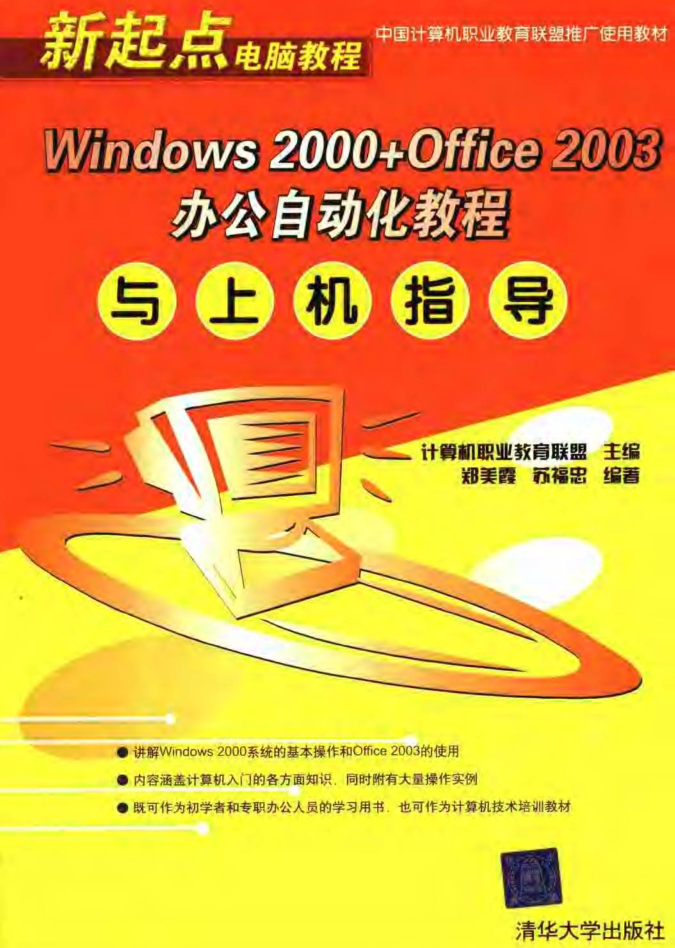 新起点电脑教程
中国计算机职业教育联盟推广使用教材
Windows 2000+Office 2003
办公自动化教程
与上机指导
计算机职业教育联盟 主编
郑美霞 苏福忠 编著
● 讲解Windows 2000系统的基本操作和Office 2003的使用
● 内容涵盖计算机入门的各方面知识，同时附有大量操作实例
● 既可作为初学者和专职办公人员的学习用书，也可作为计算机技术培训教材
清华大学出版社